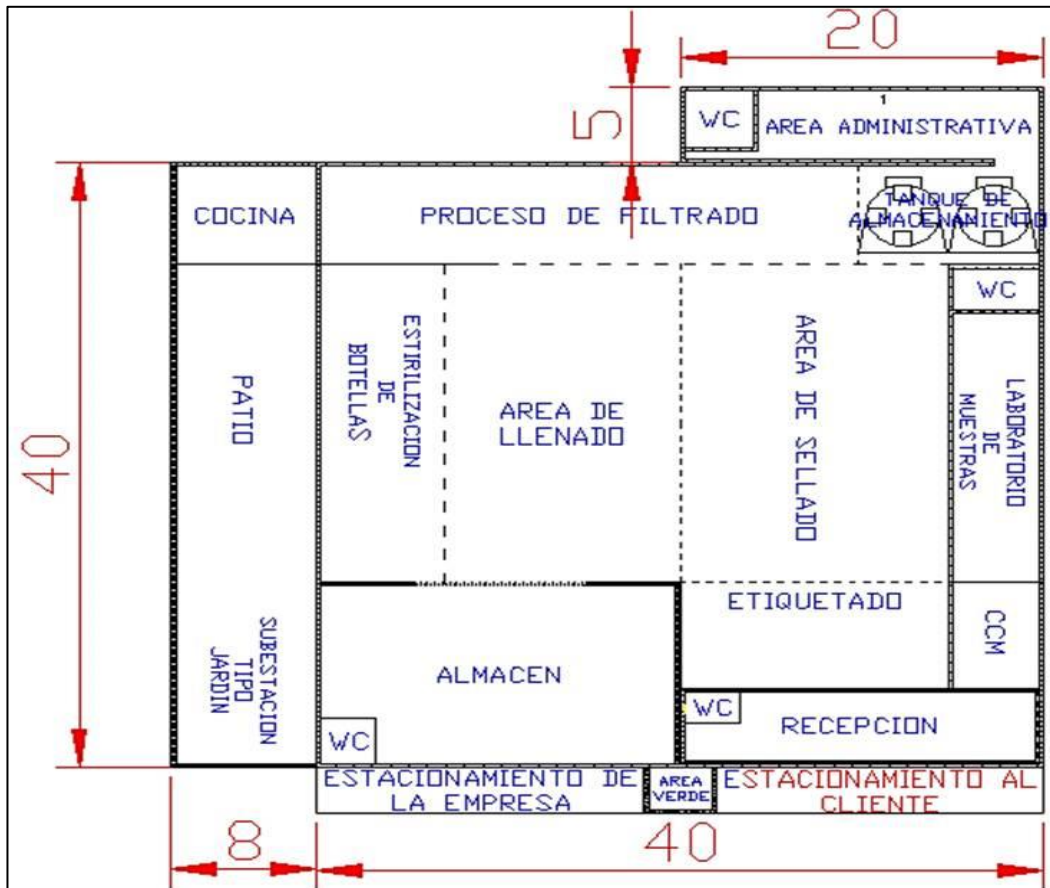 20
5
WC
1
AREA ADMINISTRATIVA
COCINA
PROCESO DE FILTRADO
TANQUE DE
ALMACENAMIENTO
WC
40
PATIO
ESTIRILIZACION
DE
BOTELLAS
AREA DE
LLENADO
AREA DE SELLADO
LABORATORIO
DE
MUESTRAS
ETIQUETADO
CCM
SUBESTACION
TIPO
JARDIN
ALMACEN
WC
WC
RECEPCION
ESTACIONAMIENTO DE
LA EMPRESA
AREA
VERDE
ESTACIONAMIENTO AL
CLIENTE
8
40